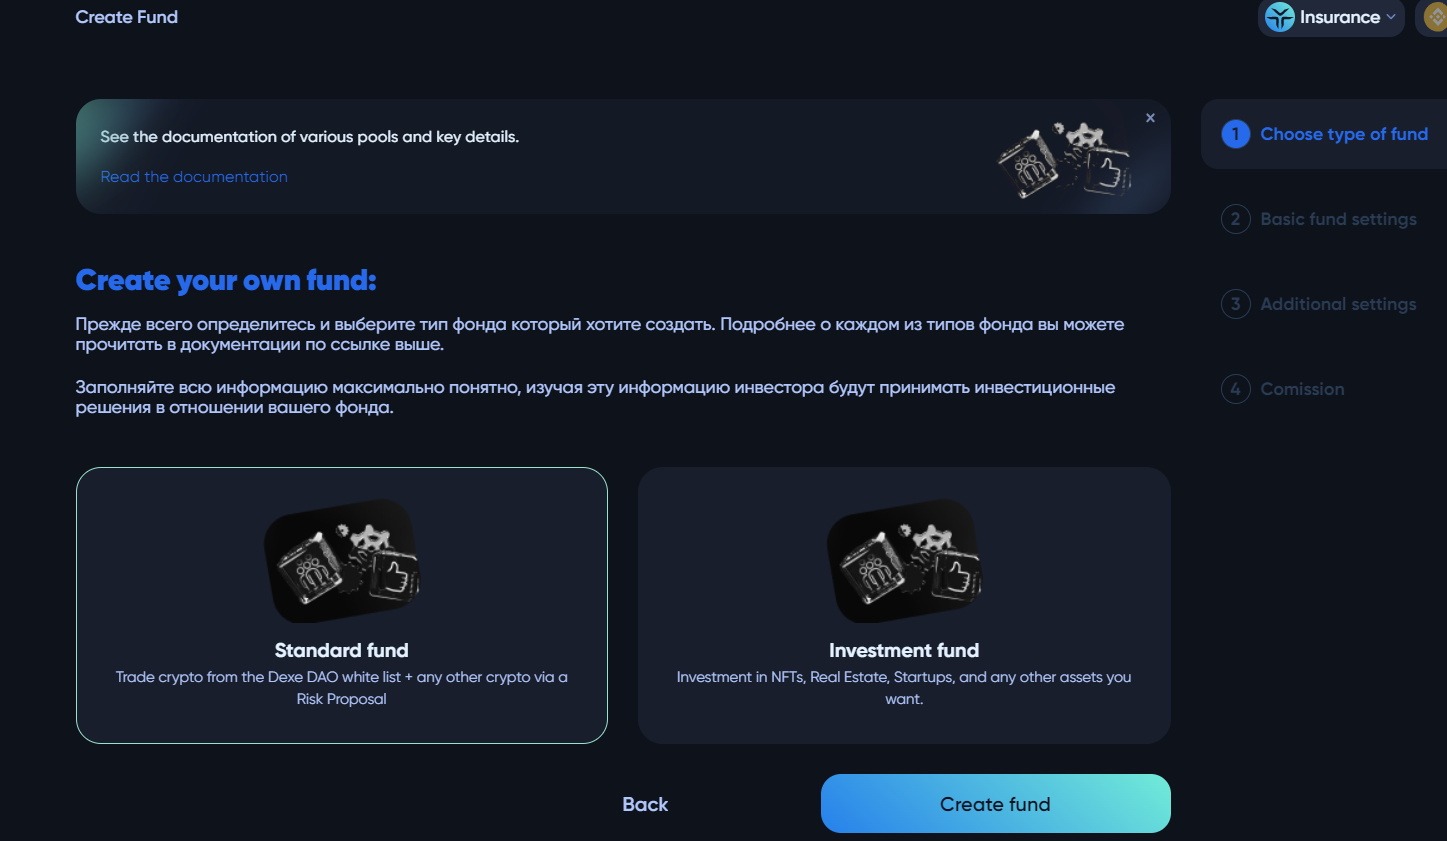 Create Fund
Insurance
See the documentation of various pools and key details.
x
Read the documentation
1 Choose type of fund
2 Basic fund settings
3 Additional settings
4 Comission
Create your own fund:
Прежде всего определитесь и выберите тип фонда который хотите создать. Подробнее о каждом из типов фонда вы можете
прочитать в документации по ссылке выше.
Заполняйте всю информацию максимально понятно, изучая эту информацию инвестора будут принимать инвестиционные
решения в отношении вашего фонда.
Standard fund
Trade crypto from the Dexe DAO white list + any other crypto via a
Risk Proposal
Investment fund
Investment in NFTs, Real Estate, Startups, and any other assets you
want.
Back
Create fund